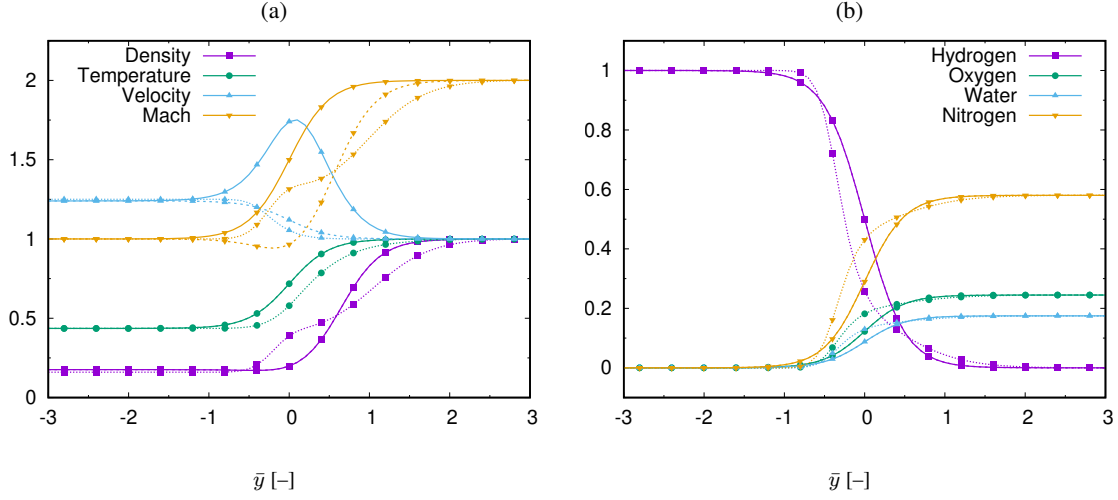 (a)
Density
Temperature
Velocity
Mach
2
1.5
1
0.5
0
-3 -2 -1 0 1 2 3
ȳ [–]
(b)
Hydrogen
Oxygen
Water
Nitrogen
1
0.8
0.6
0.4
0.2
0
-3 -2 -1 0 1 2 3
ȳ [–]